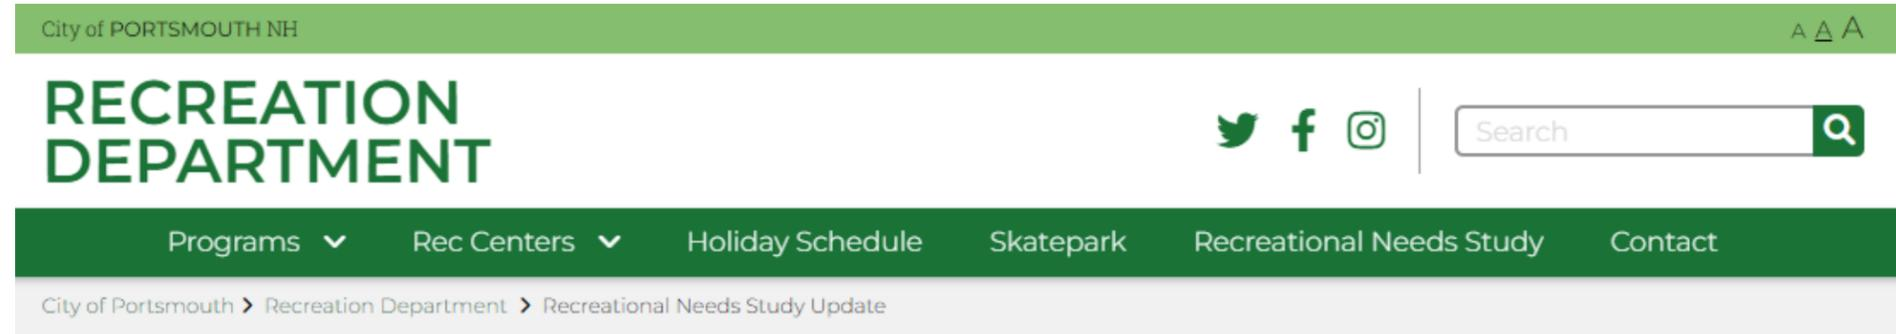 City of PORTSMOUTH NH A A A
RECREATION
DEPARTMENT
Search
Programs Rec Centers Holiday Schedule Skatepark Recreational Needs Study Contact
City of Portsmouth > Recreation Department > Recreational Needs Study Update